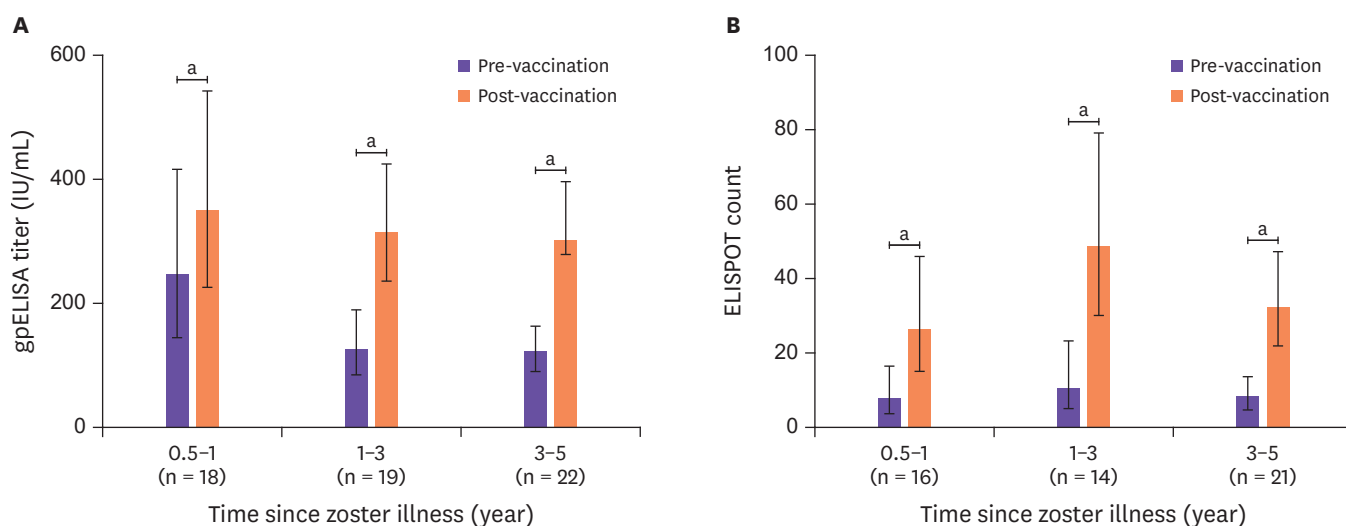 A
600
400
200
0
gpELISA titer (IU/mL)
Pre-vaccination
Post-vaccination
a
a
a
0.5–1
(n = 18)
1–3
(n = 19)
3–5
(n = 22)
Time since zoster illness (year)
B
100
80
60
40
20
0
ELISPOT count
Pre-vaccination
Post-vaccination
a
a
a
0.5–1
(n = 16)
1–3
(n = 14)
3–5
(n = 21)
Time since zoster illness (year)